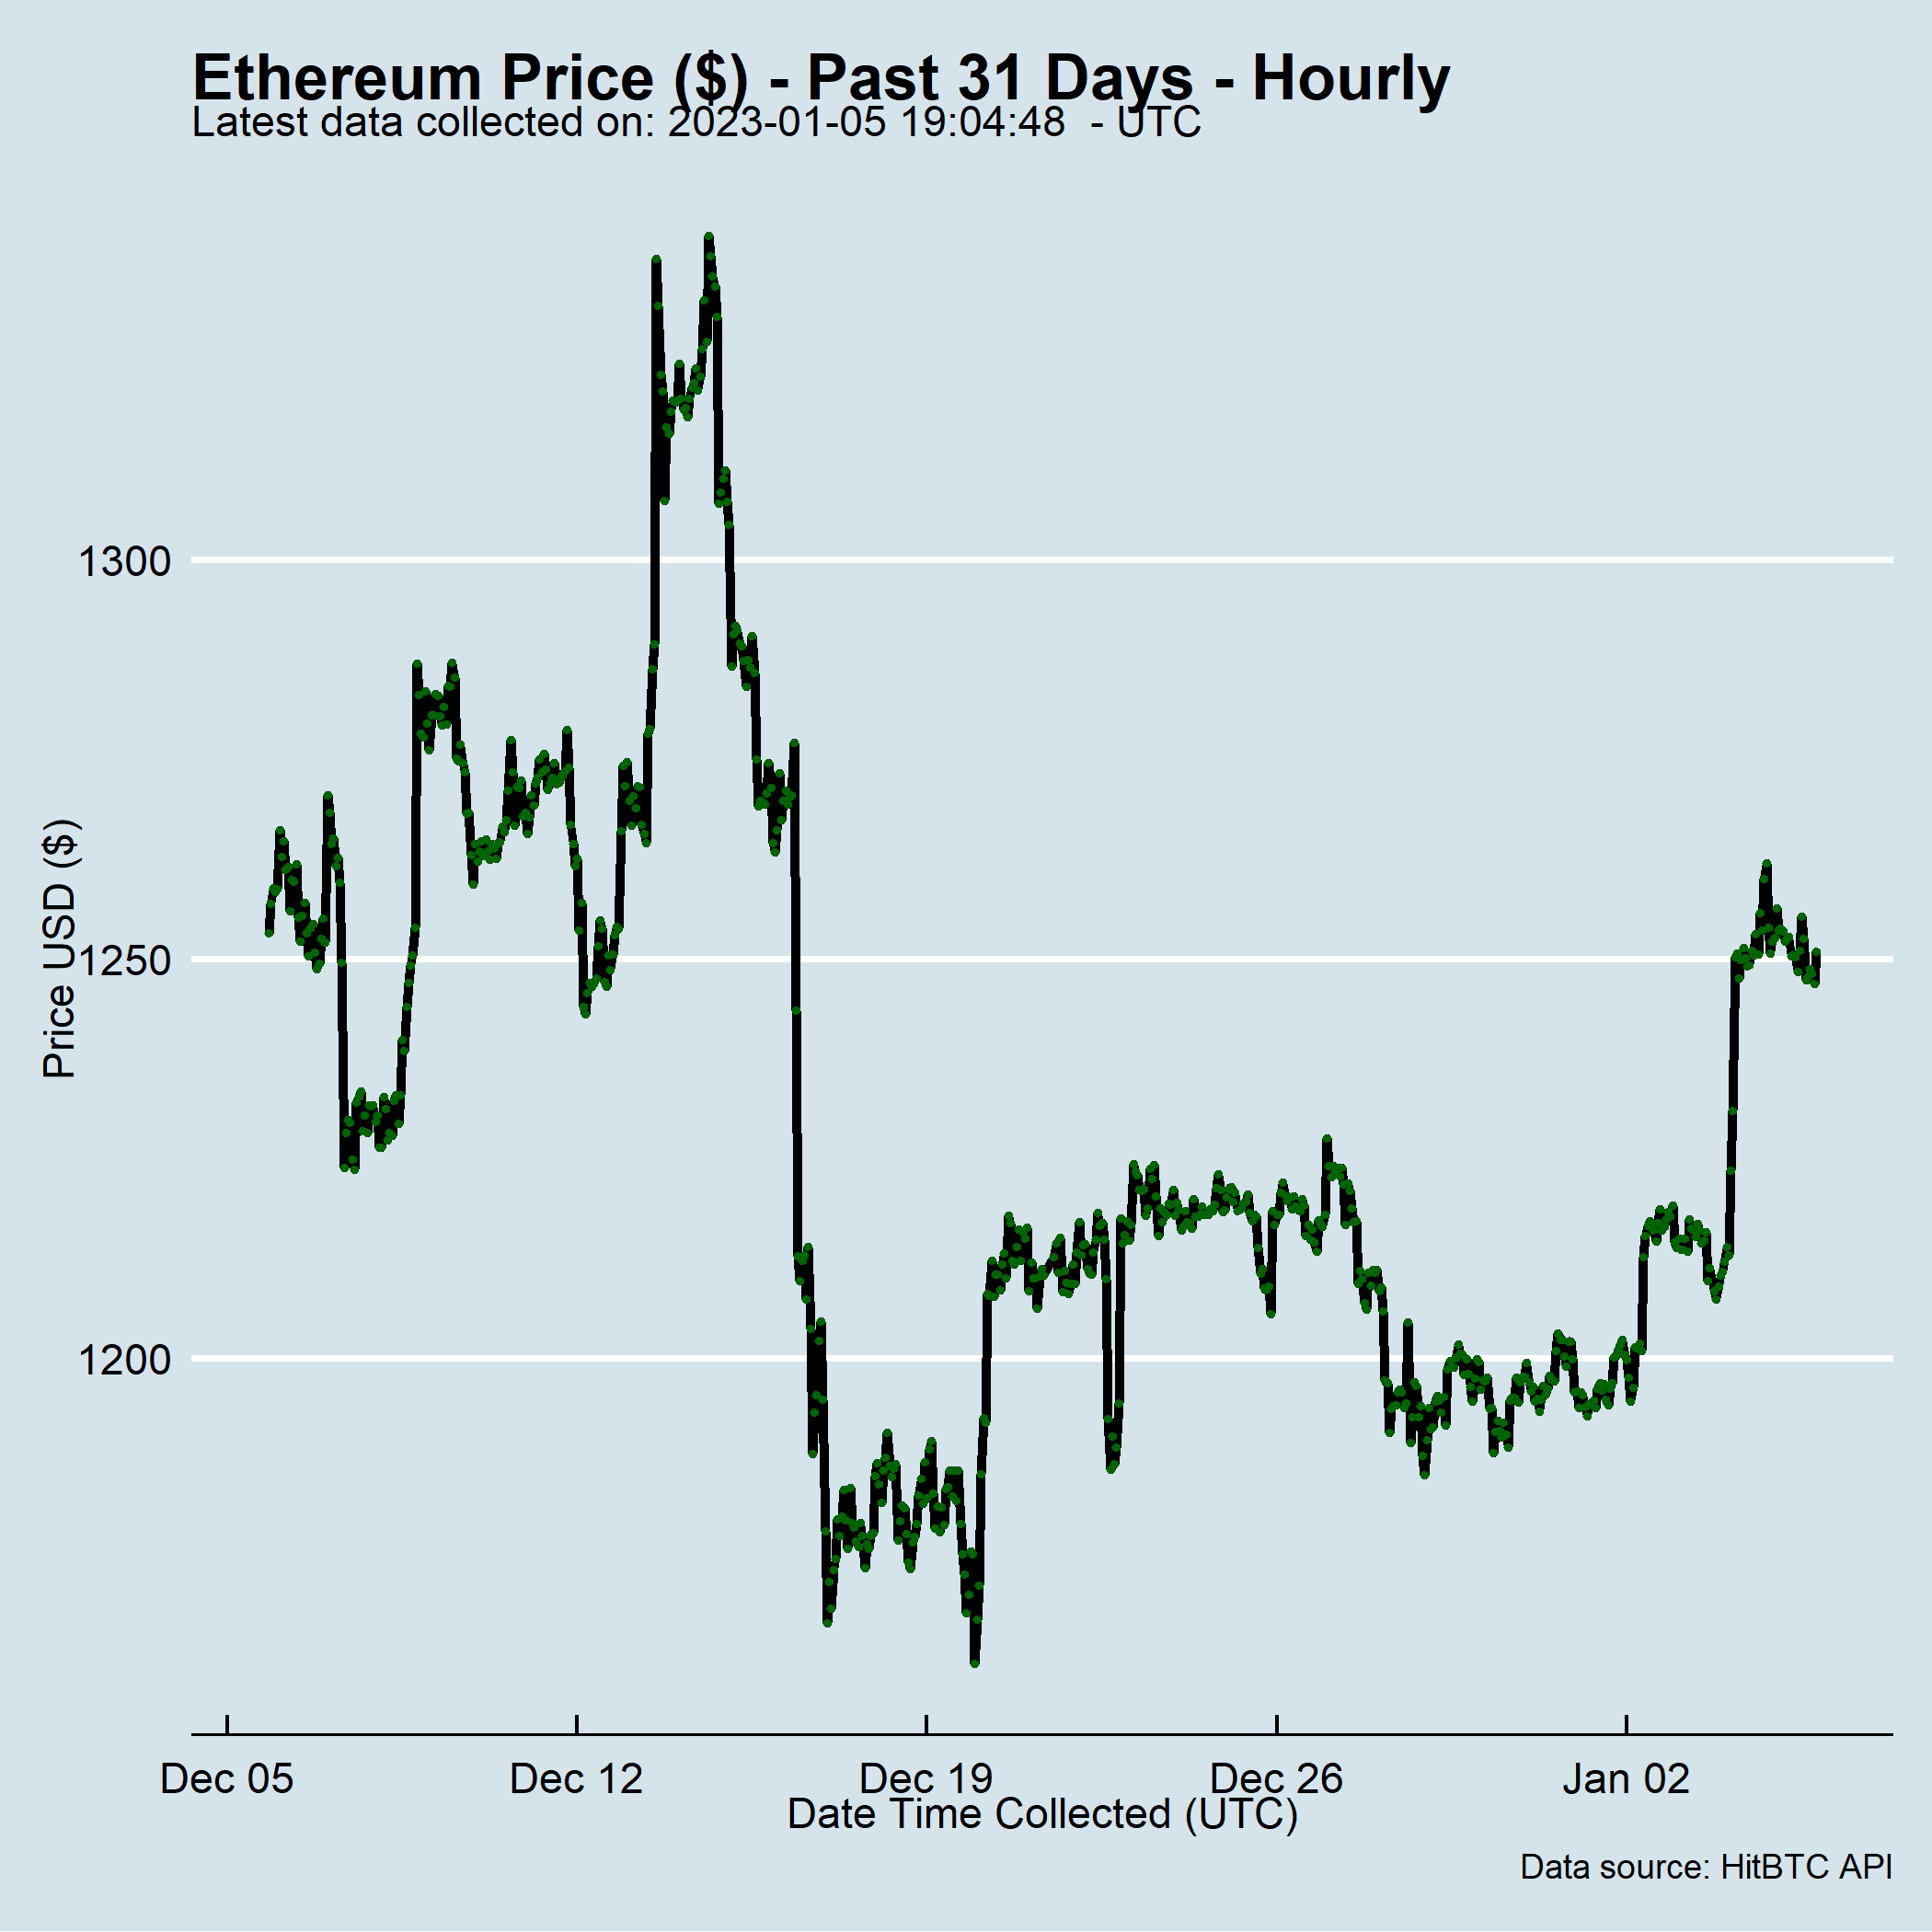 Ethereum Price ($) - Past 31 Days - Hourly
Latest data collected on: 2023-01-05 19:04:48  - UTC
1300
1250
1200
Price USD ($)
Dec 05 Dec 12 Dec 19 Dec 26 Jan 02
Date Time Collected (UTC)
Data source: HitBTC API